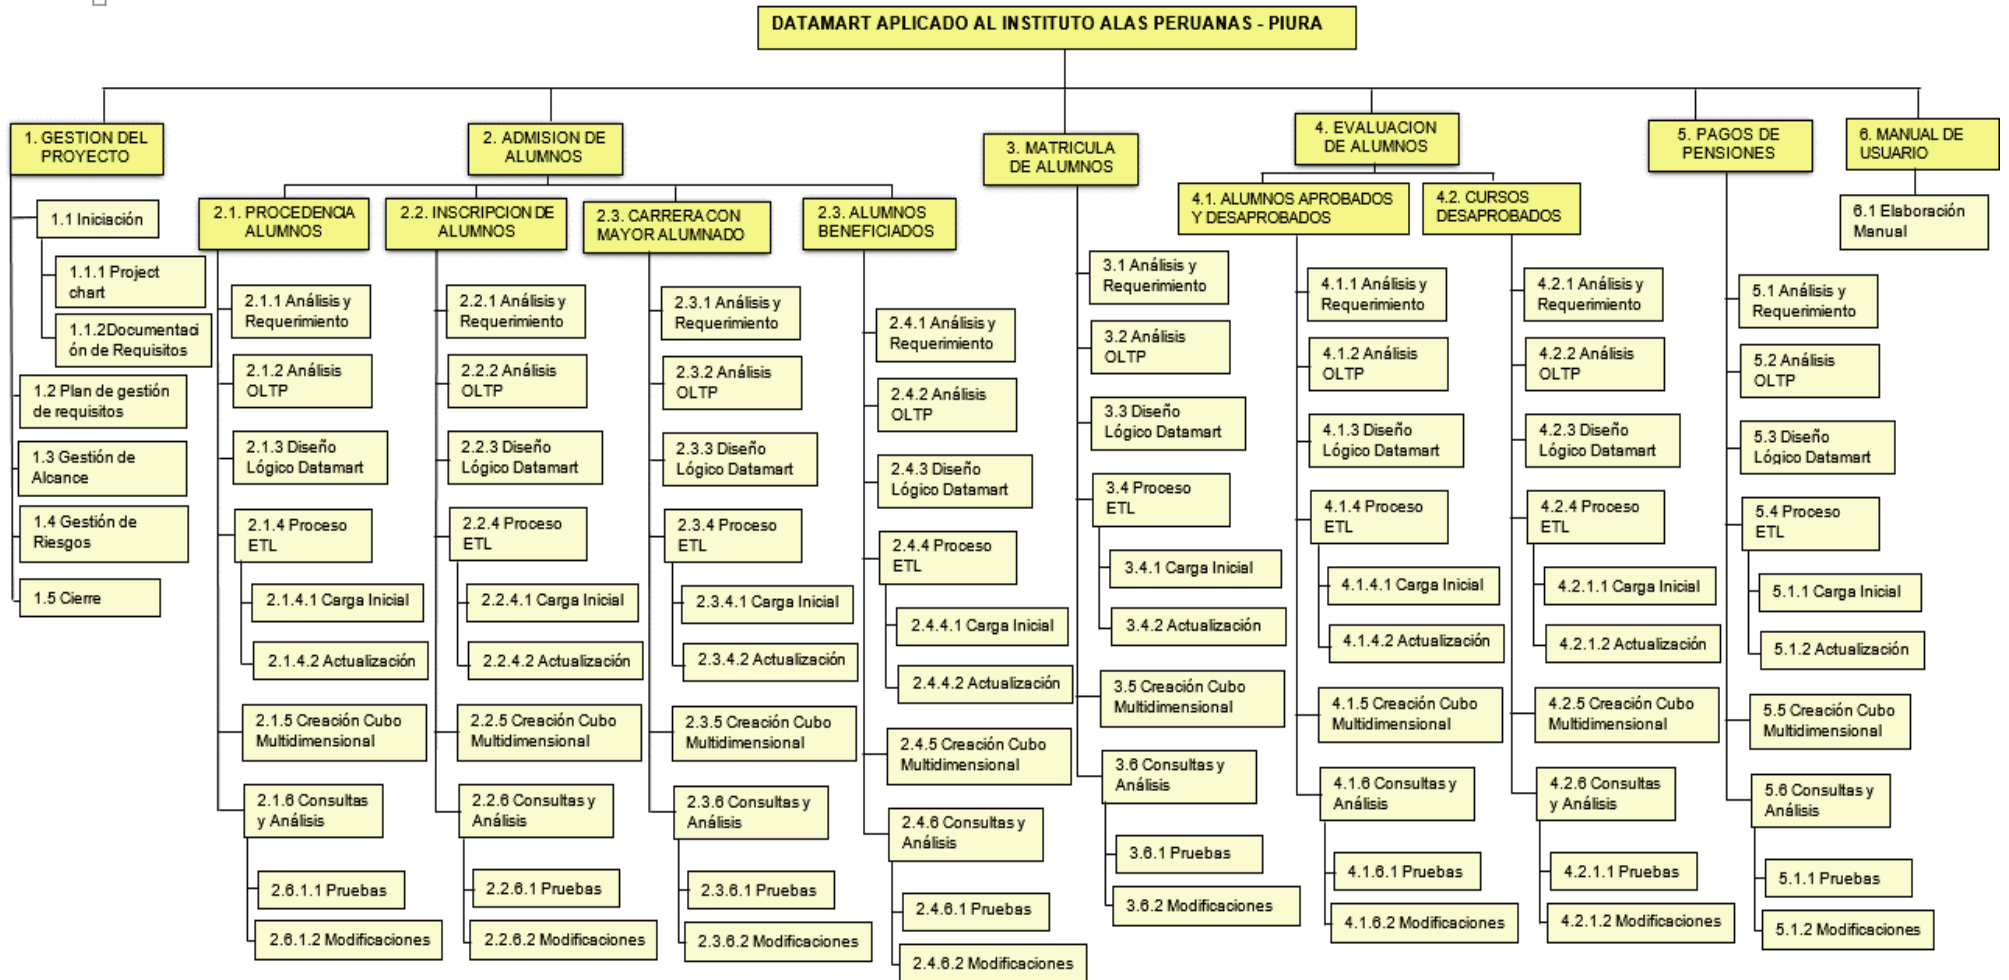 DATAMART APLICADO AL INSTITUTO ALAS PERUANAS - PIURA
1. GESTION DEL
PROYECTO
1.1 Iniciación
1.1.1 Project
chart
1.1.2Documentaci
ón de Requisitos
1.2 Plan de gestión
de requisitos
1.3 Gestión de
Alcance
1.4 Gestión de
Riesgos
1.5 Cierre
2. ADMISION DE
ALUMNOS
2.1. PROCEDENCIA
ALUMNOS
2.1.1 Análisis y
Requerimiento
2.1.2 Análisis
OLTP
2.1.3 Diseño
Lógico Datamart
2.1.4 Proceso
ETL
2.1.4.1 Carga Inicial
2.1.4.2 Actualización
2.1.5 Creación Cubo
Multidimensional
2.1.6 Consultas
y Análisis
2.6.1.1 Pruebas
2.6.1.2 Modificaciones
2.2. INSCRIPCION DE
ALUMNOS
2.2.1 Análisis y
Requerimiento
2.2.2 Análisis
OLTP
2.2.3 Diseño
Lógico Datamart
2.2.4 Proceso
ETL
2.2.4.1 Carga Inicial
2.2.4.2 Actualización
2.2.5 Creación Cubo
Multidimensional
2.2.6 Consultas y
Análisis
2.2.6.1 Pruebas
2.2.6.2 Modificaciones
2.3. CARRERA CON
MAYOR ALUMNADO
2.3.1 Análisis y
Requerimiento
2.3.2 Análisis
OLTP
2.3.3 Diseño
Lógico Datamart
2.3.4 Proceso
ETL
2.3.4.1 Carga Inicial
2.3.4.2 Actualización
2.3.5 Creación Cubo
Multidimensional
2.3.6 Consultas y
Análisis
2.3.6.1 Pruebas
2.3.6.2 Modificaciones
2.3. ALUMNOS
BENEFICIADOS
2.4.1 Análisis y
Requerimiento
2.4.2 Análisis
OLTP
2.4.3 Diseño
Lógico Datamart
2.4.4 Proceso
ETL
2.4.4.1 Carga Inicial
2.4.4.2 Actualización
2.4.5 Creación Cubo
Multidimensional
2.4.6 Consultas y
Análisis
2.4.6.1 Pruebas
2.4.6.2 Modificaciones
3. MATRICULA
DE ALUMNOS
3.1 Análisis y
Requerimiento
3.2 Análisis
OLTP
3.3 Diseño
Lógico Datamart
3.4 Proceso
ETL
3.4.1 Carga Inicial
3.4.2 Actualización
3.5 Creación Cubo
Multidimensional
3.6 Consultas y
Análisis
3.6.1 Pruebas
3.6.2 Modificaciones
4. EVALUACION
DE ALUMNOS
4.1. ALUMNOS APROBADOS
Y DESAPROBADOS
4.1.1 Análisis y
Requerimiento
4.1.2 Análisis
OLTP
4.1.3 Diseño
Lógico Datamart
4.1.4 Proceso
ETL
4.1.4.1 Carga Inicial
4.1.4.2 Actualización
4.1.5 Creación Cubo
Multidimensional
4.1.6 Consultas y
Análisis
4.1.6.1 Pruebas
4.1.6.2 Modificaciones
4.2. CURSOS
DESAPROBADOS
4.2.1 Análisis y
Requerimiento
4.2.2 Análisis
OLTP
4.2.3 Diseño
Lógico Datamart
4.2.4 Proceso
ETL
4.2.1.1 Carga Inicial
4.2.1.2 Actualización
4.2.5 Creación Cubo
Multidimensional
4.2.6 Consultas
y Análisis
4.2.1.1 Pruebas
4.2.1.2 Modificaciones
5. PAGOS DE
PENSIONES
5.1 Análisis y
Requerimiento
5.2 Análisis
OLTP
5.3 Diseño
Lógico Datamart
5.4 Proceso
ETL
5.1.1 Carga Inicial
5.1.2 Actualización
5.5 Creación Cubo
Multidimensional
5.6 Consultas y
Análisis
5.1.1 Pruebas
5.1.2 Modificaciones
6. MANUAL DE
USUARIO
6.1 Elaboración
Manual